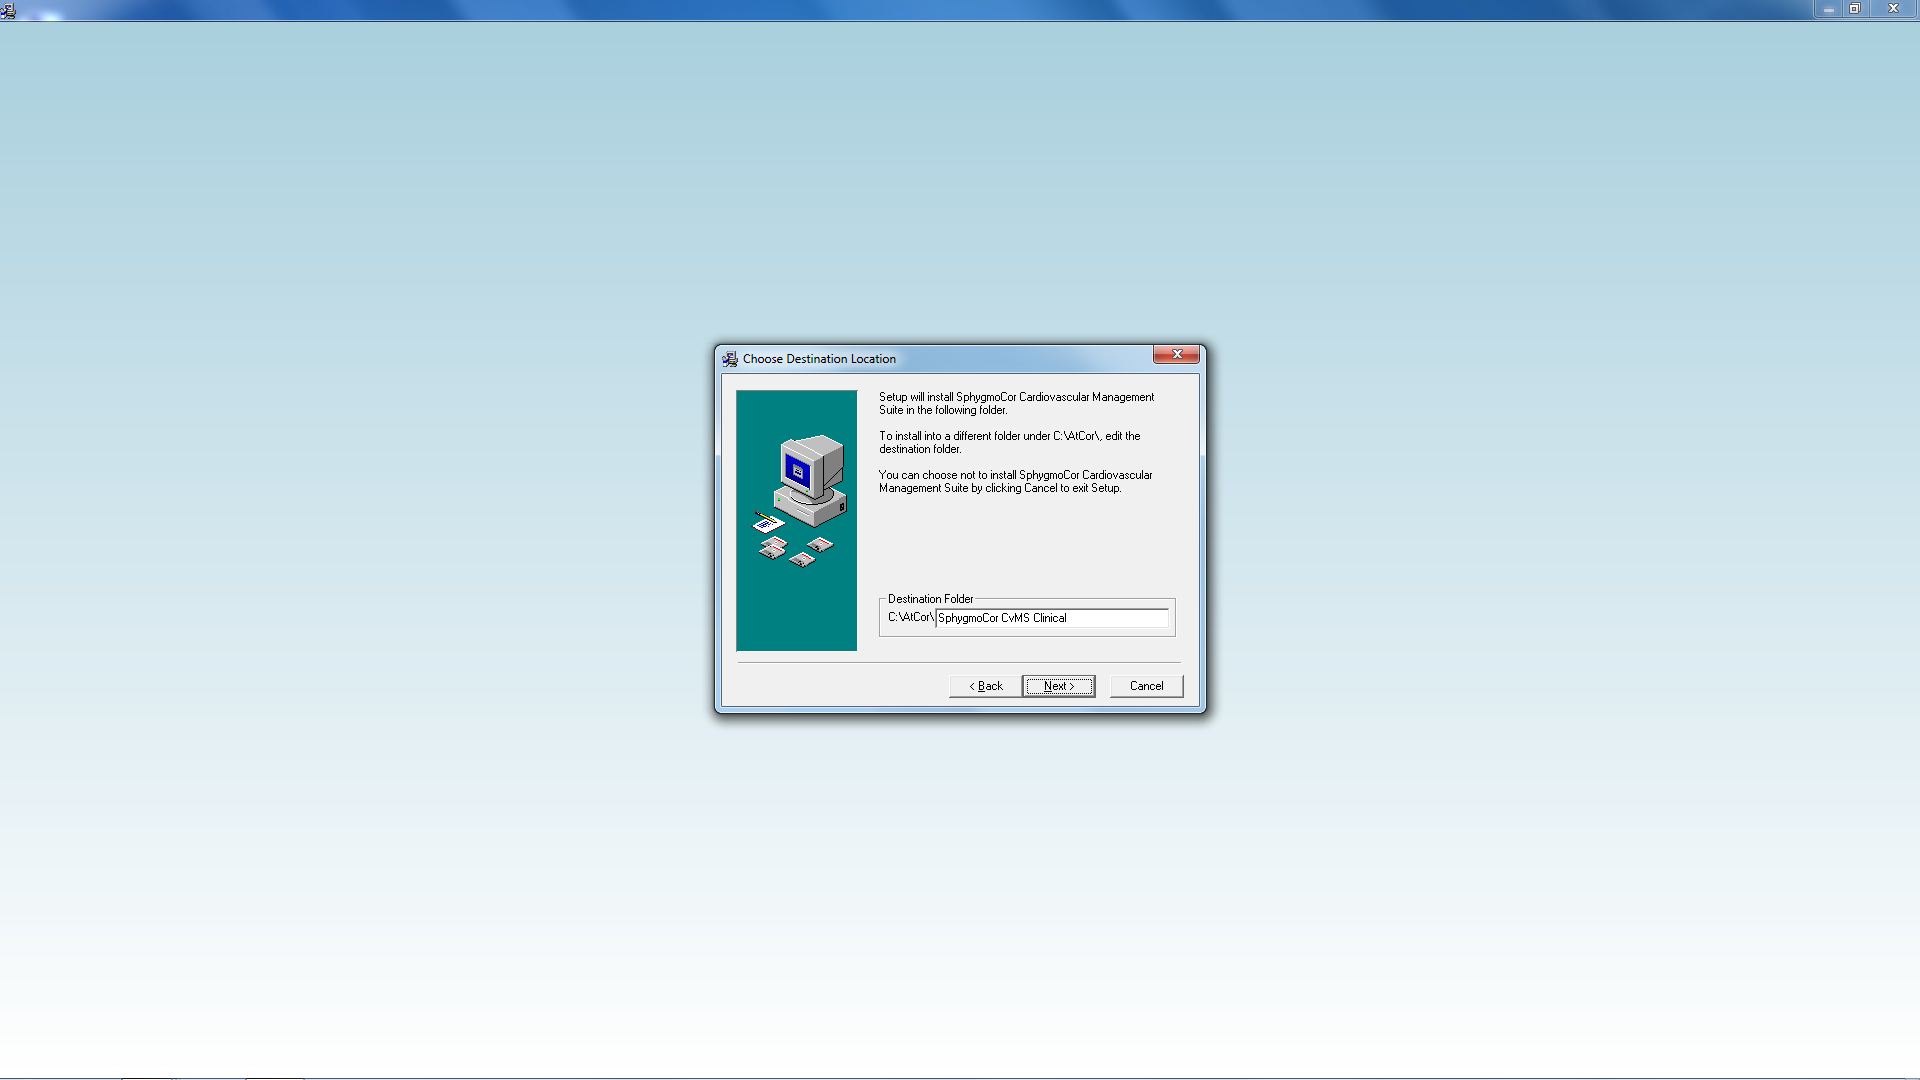 Choose Destination Location
Setup will install SphygmoCor Cardiovascular Management
Suite in the following folder.
To install into a different folder under C:\AtCor\, edit the
destination folder.
You can choose not to install SphygmoCor Cardiovascular
Management Suite by clicking Cancel to exit Setup.
Destination Folder
C:\AtCor\ SphygmoCor CvMS Clinical
< Back Next > Cancel